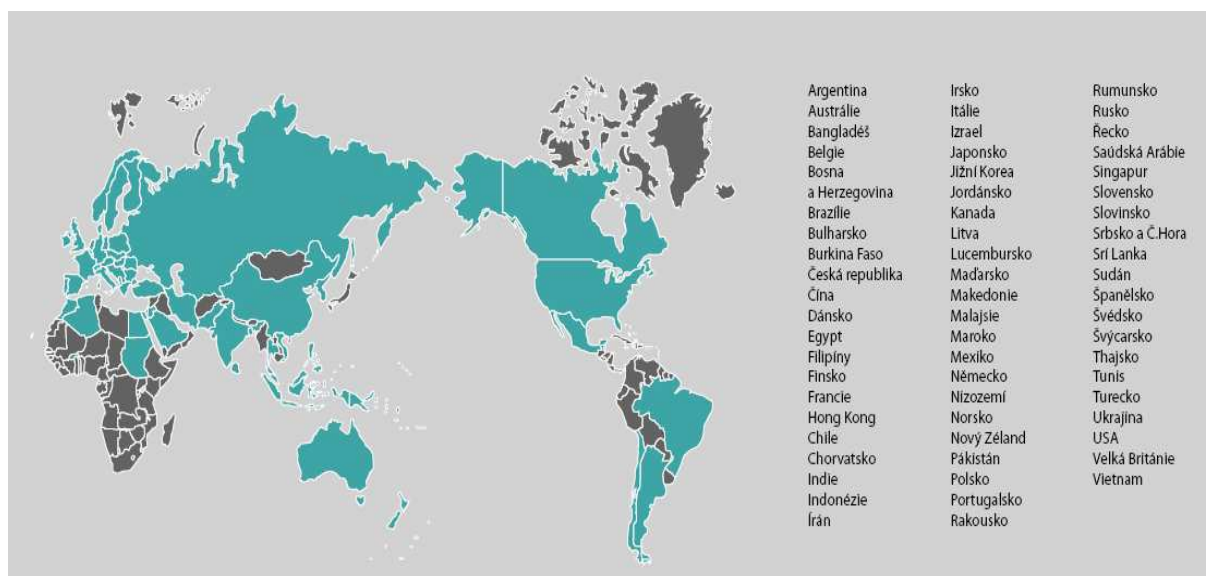 Argentina
Austrálie
Bangladéš
Belgie
Bosna
a Herzegovina
Brazílie
Bulharsko
Burkina Faso
Česká republika
Čína
Dánsko
Egypt
Filipíny
Finsko
Francie
Hong Kong
Chile
Chorvatsko
Indie
Indonézie
Írán
Irsko
Itálie
Izrael
Japonsko
Jížní Korea
Jordánsko
Kanada
Litva
Lucembursko
Maďarsko
Makedonie
Malajsie
Maroko
Mexiko
Německo
Nizozemí
Norsko
Nový Zéland
Pákistán
Polsko
Portugalsko
Rakousko
Rumunsko
Rusko
Řecko
Saúdská Arábie
Singapur
Slovensko
Slovinsko
Srbsko a Č.Hora
Srí Lanka
Sudán
Španělsko
Švédsko
Švýcarsko
Thajsko
Tunis
Turecko
Ukrajina
USA
Velká Británie
Vietnam